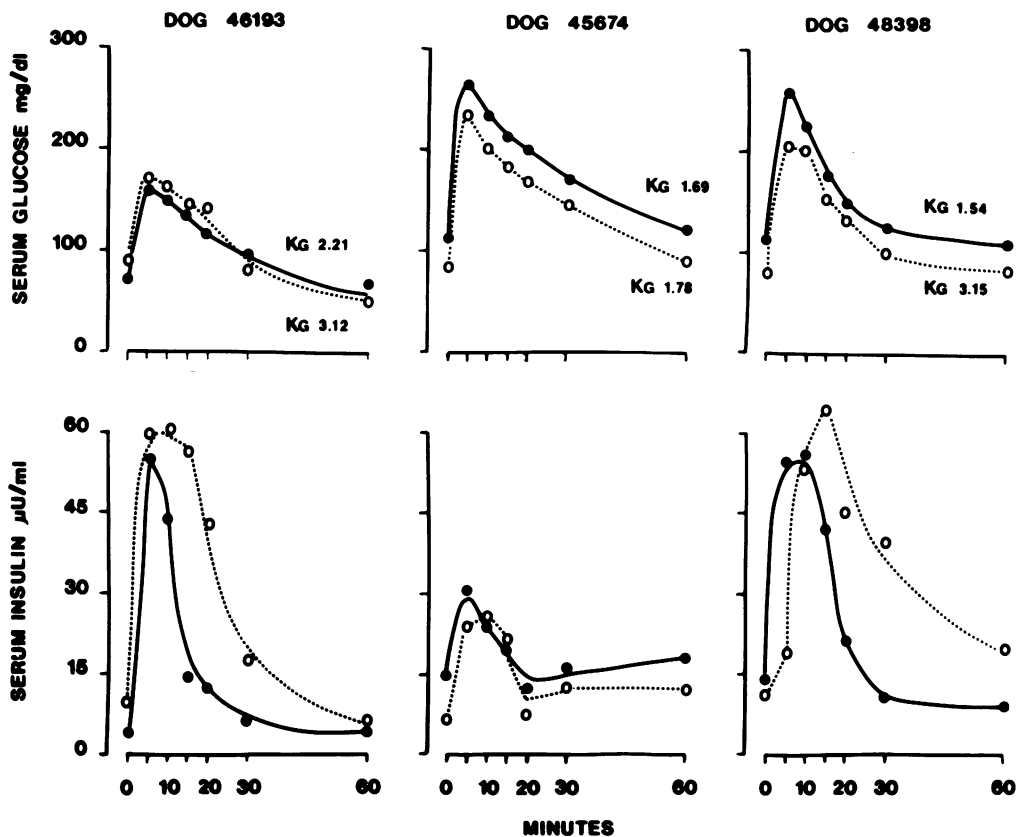 DOG 46193
DOG 45674
DOG 48398
SERUM GLUCOSE mg/dl
300
200
100
0
KG 2.21
KG 3.12
KG 1.69
KG 1.78
KG 1.54
KG 3.15
SERUM INSULIN µU/ml
60
45
30
15
0
0 10 20 30 60
0 10 20 30 60
0 10 20 30 60
MINUTES